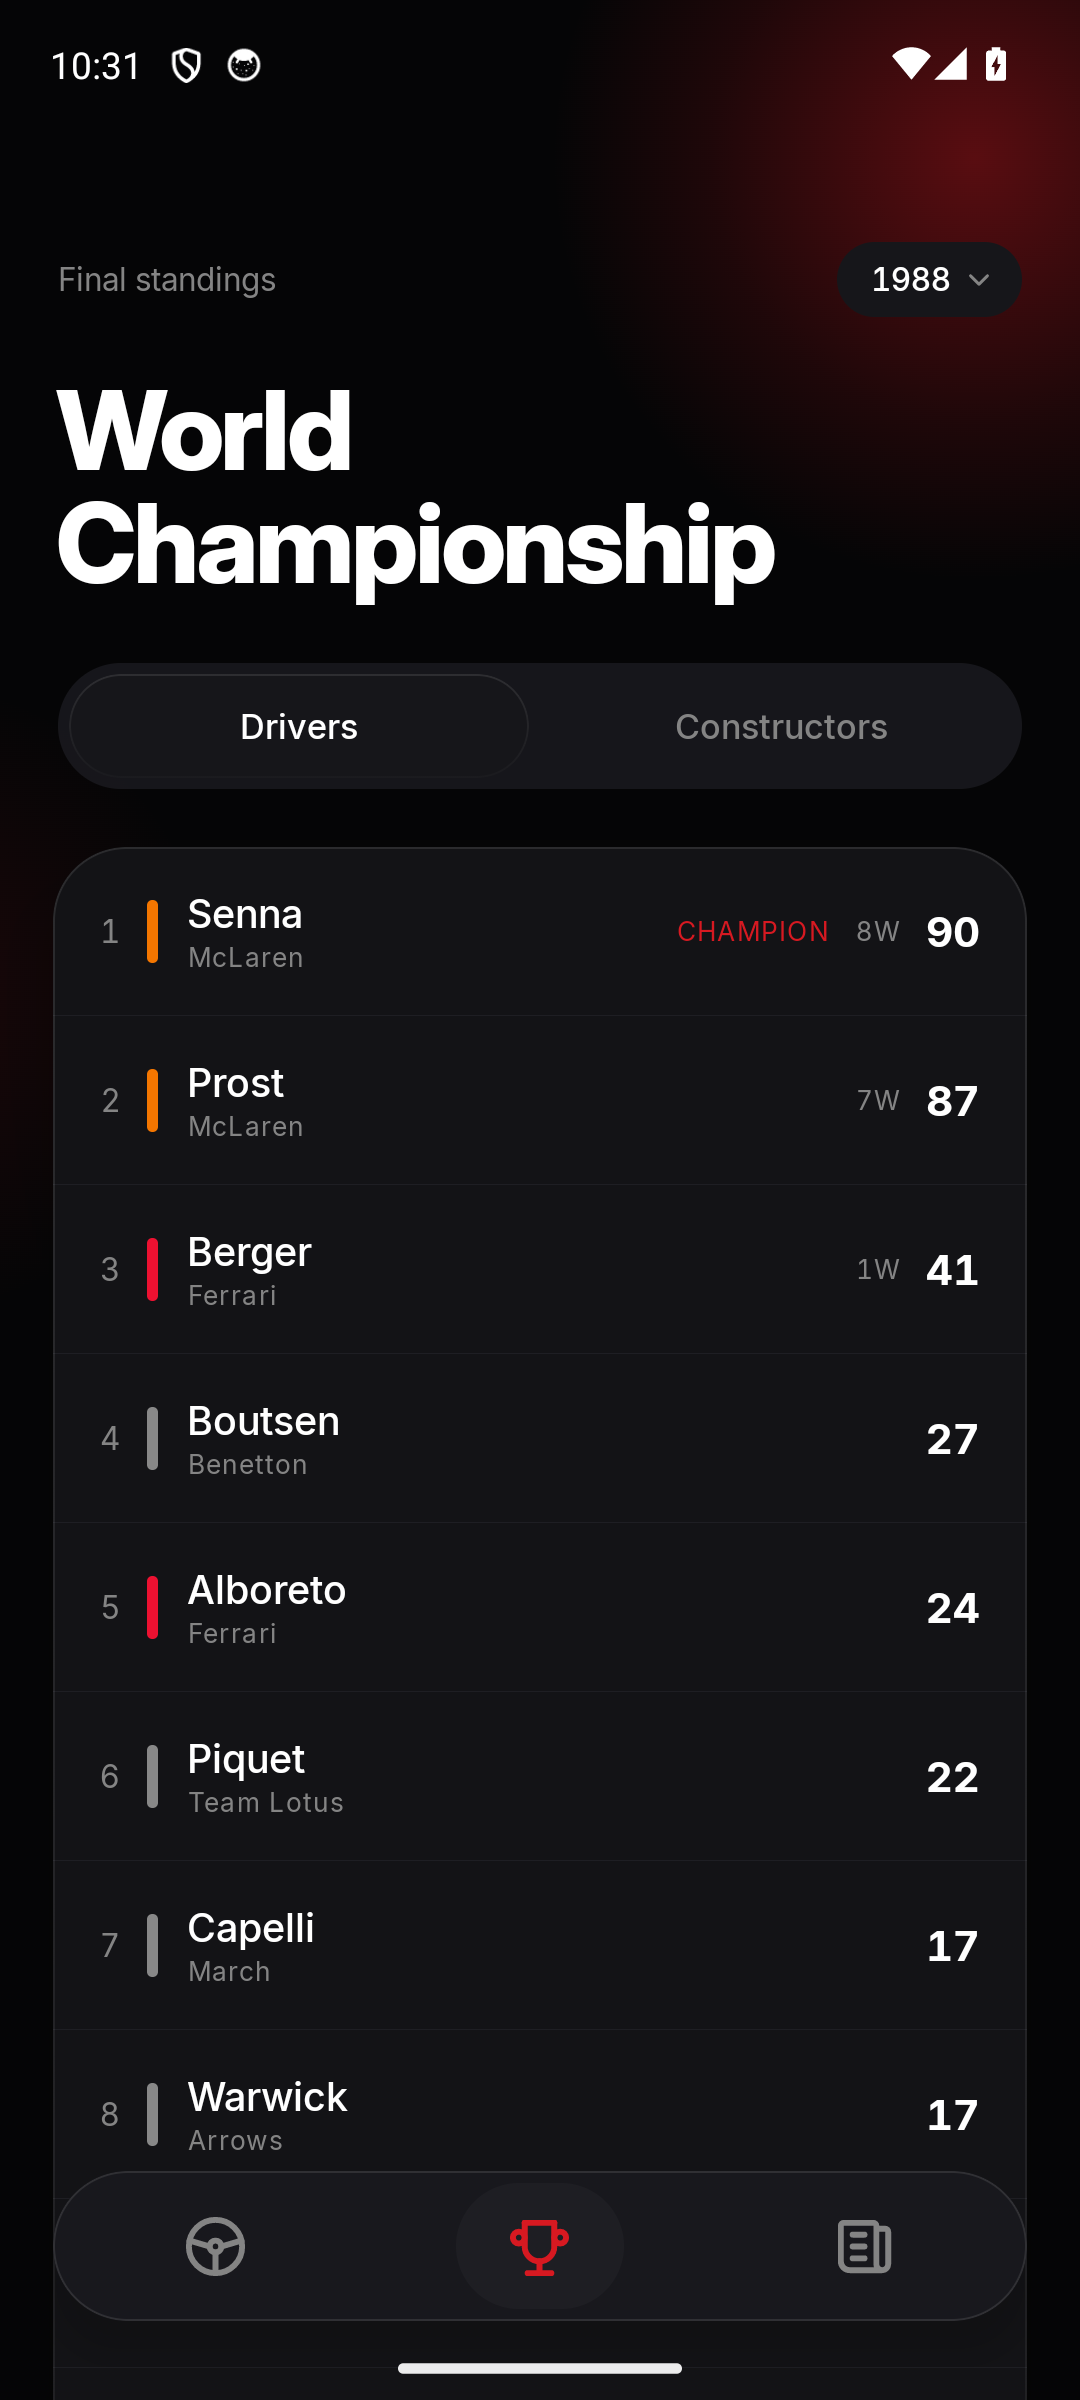 10:31
Final standings
1988
World
Championship
Drivers
Constructors
1
Senna
McLaren
CHAMPION
8W
90
2
Prost
McLaren
7W
87
3
Berger
Ferrari
1W
41
4
Boutsen
Benetton
27
5
Alboreto
Ferrari
24
6
Piquet
Team Lotus
22
7
Capelli
March
17
8
Warwick
Arrows
17